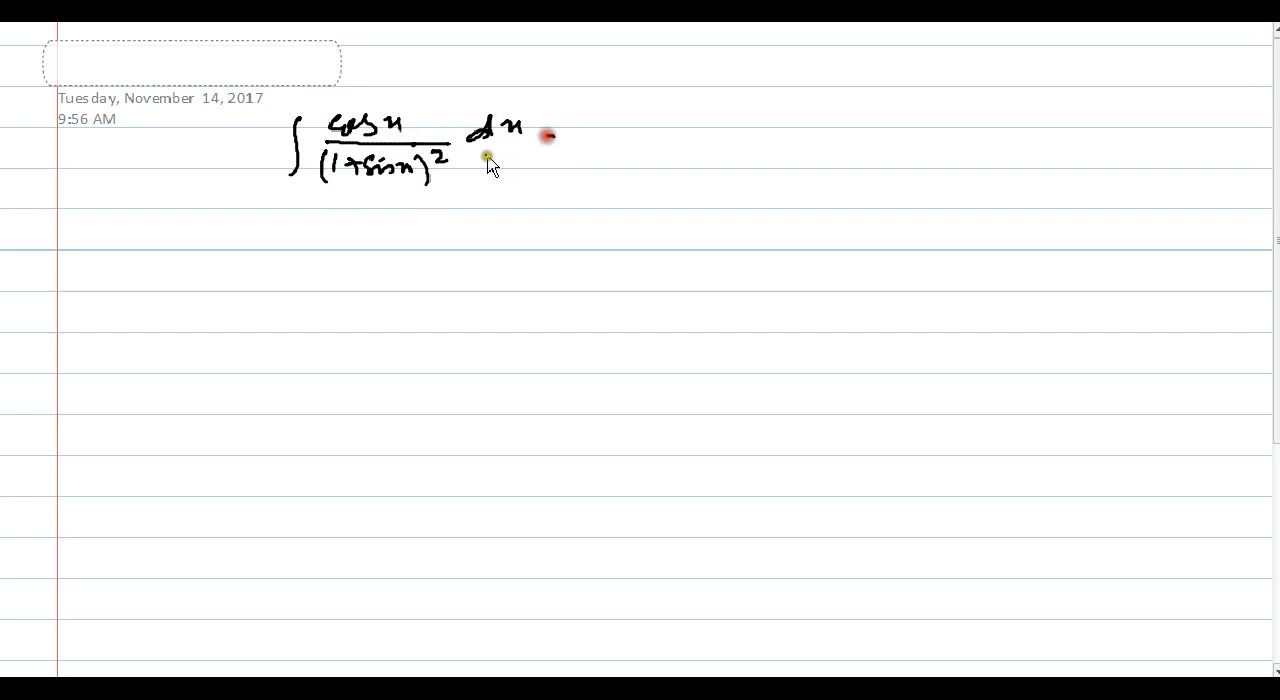 Tuesday, November 14, 2017
9:56 AM
∫ cos x / (1+sin x)² dx =